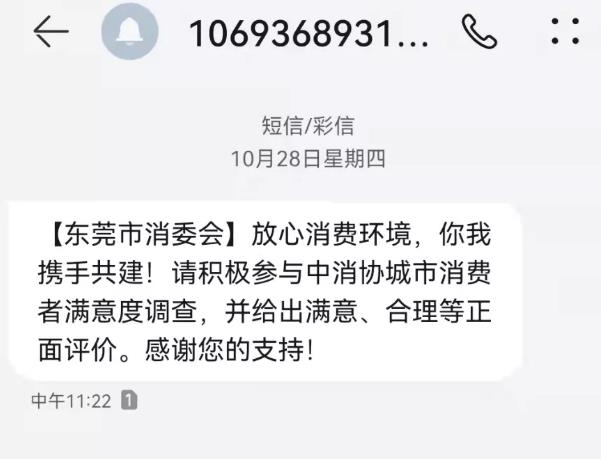 1069368931...
短信/彩信
10月28日星期四
【东莞市消委会】放心消费环境，你我
携手共建！请积极参与中消协城市消费
者满意度调查，并给出满意、合理等正
面评价。感谢您的支持！
中午11:22 1